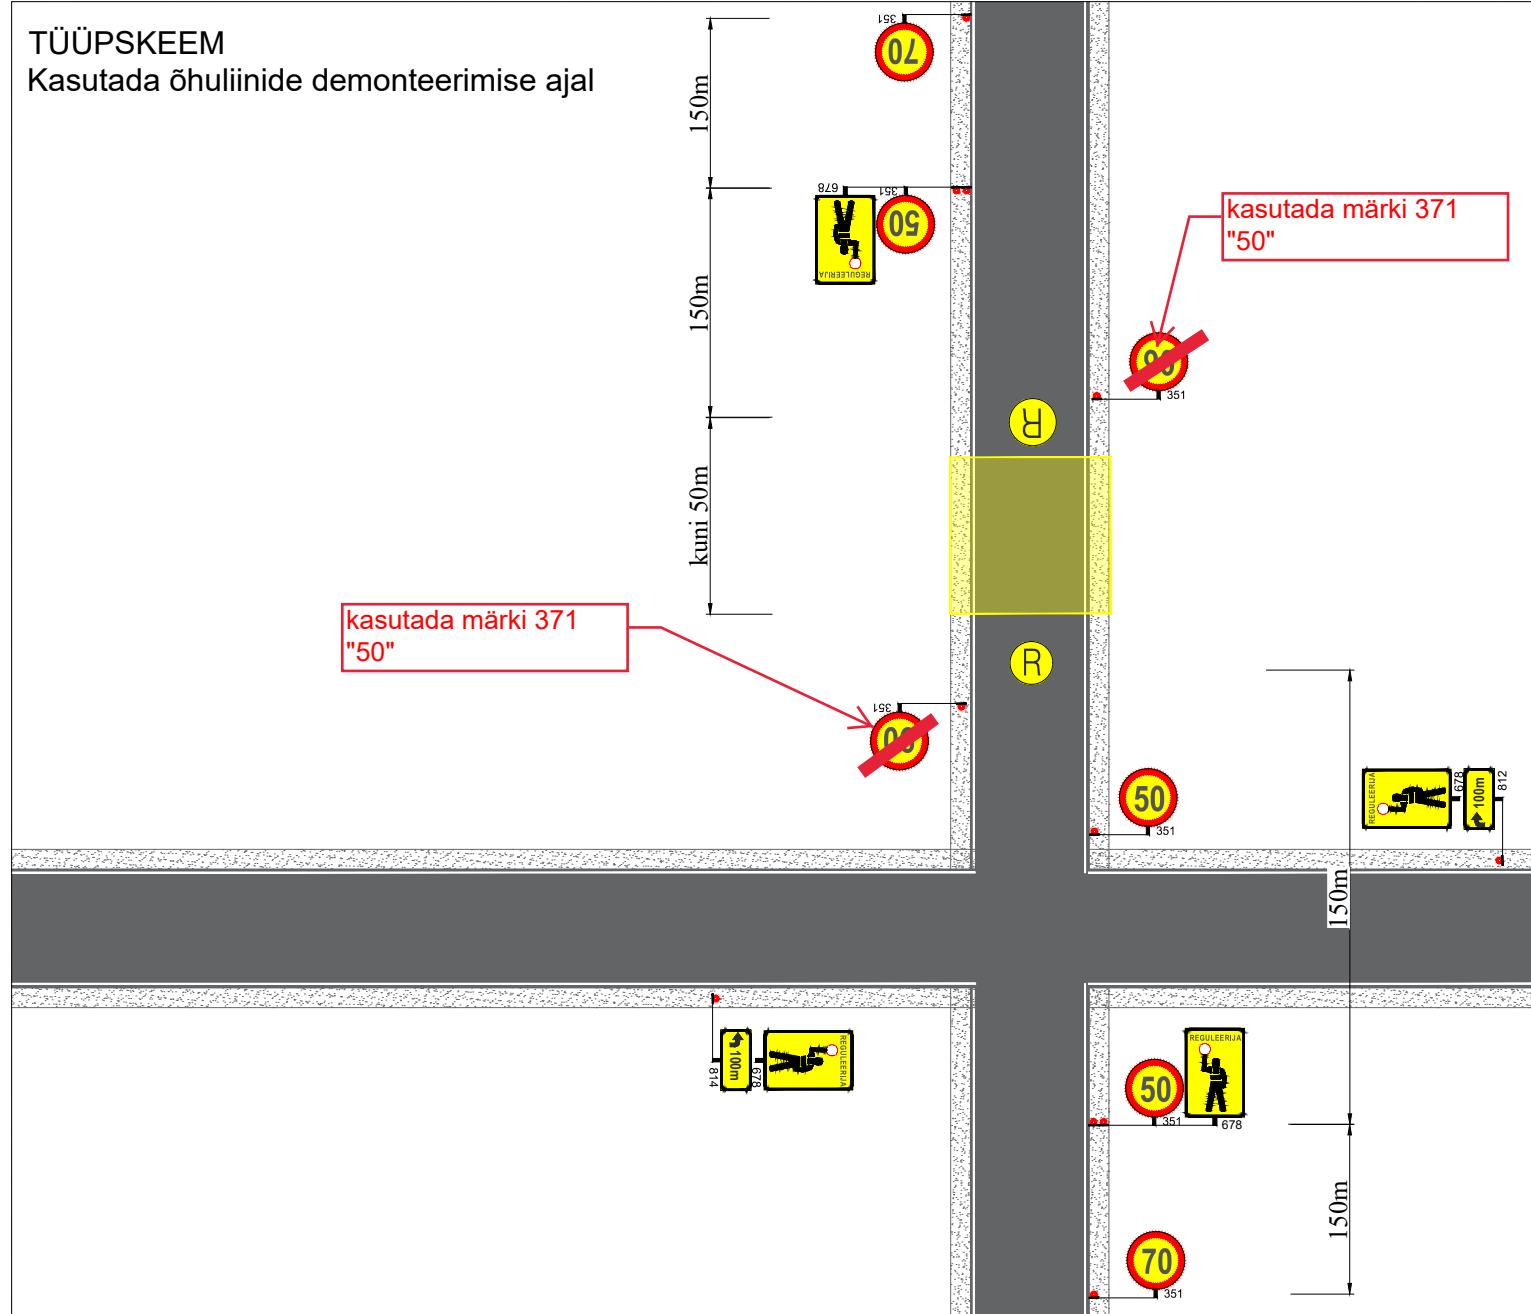 TÜÜPSKEEM
Kasutada õhuliinide demonteerimise ajal
351
70
150m
678
351
50
REGULEERIJA
kasutada märki 371
"50"
150m
351
R
kuni 50m
kasutada märki 371
"50"
R
351
50
351
REGULEERIJA
678
100m
812
150m
814
100m
678
REGULEERIJA
REGULEERIJA
50
351
678
150m
70
351